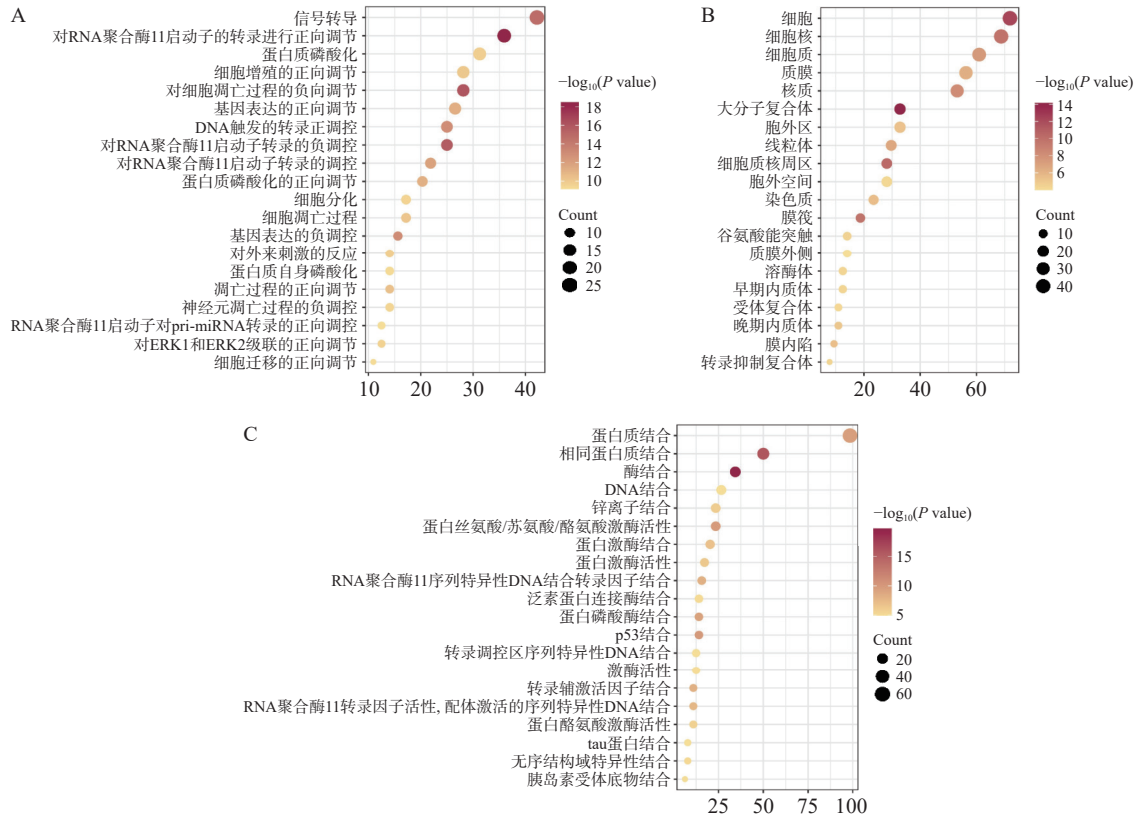 A
信号转导
对RNA聚合酶11启动子的转录进行正向调节
蛋白质磷酸化
细胞增殖的正向调节
对细胞凋亡过程的负向调节
基因表达的正向调节
DNA触发的转录正调控
对RNA聚合酶11启动子转录的负调控
对RNA聚合酶11启动子转录的调控
蛋白质磷酸化的正向调节
细胞分化
细胞凋亡过程
基因表达的负调控
对外来刺激的反应
蛋白质自身磷酸化
凋亡过程的正向调节
神经元凋亡过程的负调控
RNA聚合酶11启动子对pri-miRNA转录的正向调控
对ERK1和ERK2级联的正向调节
细胞迁移的正向调节
10 20 30 40
−log₁₀(P value)
18
16
14
12
10
Count
10
15
20
25
B
细胞
细胞核
细胞质
质膜
核质
大分子复合体
胞外区
线粒体
细胞质核周区
胞外空间
染色质
膜筏
谷氨酸能突触
质膜外侧
溶酶体
早期内质体
受体复合体
晚期内质体
膜内陷
转录抑制复合体
20 40 60
−log₁₀(P value)
14
12
10
8
6
4
Count
10
20
30
40
C
蛋白质结合
相同蛋白质结合
酶结合
DNA结合
锌离子结合
蛋白丝氨酸/苏氨酸/酪氨酸激酶活性
蛋白激酶结合
蛋白激酶活性
RNA聚合酶11序列特异性DNA结合转录因子结合
泛素蛋白连接酶结合
蛋白磷酸酶结合
p53结合
转录调控区序列特异性DNA结合
激酶活性
转录辅激活因子结合
RNA聚合酶11转录因子活性, 配体激活的序列特异性DNA结合
蛋白酪氨酸激酶活性
tau蛋白结合
无序结构域特异性结合
胰岛素受体底物结合
25 50 75 100
−log₁₀(P value)
15
10
5
Count
20
40
60